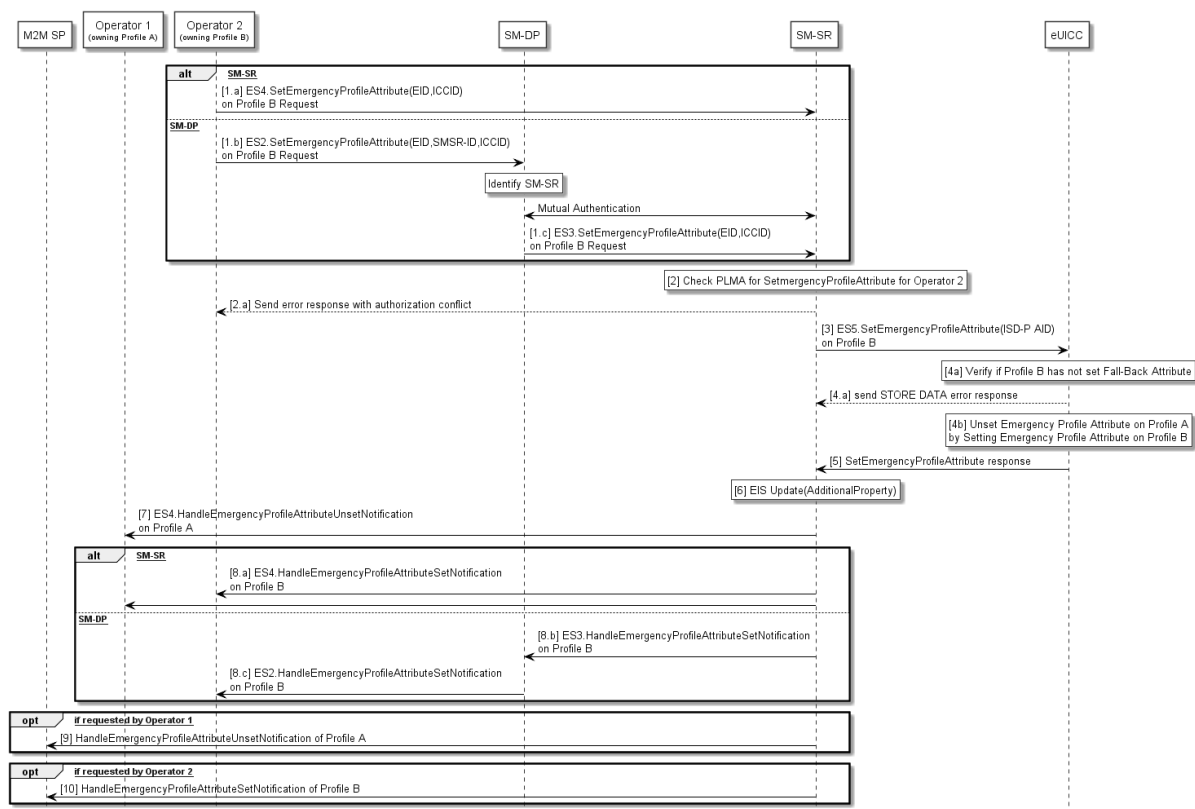 M2M SP
Operator 1
(owning Profile A)
Operator 2
(owning Profile B)
SM-DP
SM-SR
eUICC
alt
SM-SR
[1.a] ES4.SetEmergencyProfileAttribute(EID,ICCID)
on Profile B Request
SM-DP
[1.b] ES2.SetEmergencyProfileAttribute(EID,SMSR-ID,ICCID)
on Profile B Request
Identify SM-SR
Mutual Authentication
[1.c] ES3.SetEmergencyProfileAttribute(EID,ICCID)
on Profile B Request
[2] Check PLMA for SetmergencyProfileAttribute for Operator 2
[2.a] Send error response with authorization conflict
[3] ES5.SetEmergencyProfileAttribute(ISD-P AID)
on Profile B
[4a] Verify if Profile B has not set Fall-Back Attribute
[4.a] send STORE DATA error response
[4b] Unset Emergency Profile Attribute on Profile A
by Setting Emergency Profile Attribute on Profile B
[5] SetEmergencyProfileAttribute response
[6] EIS Update(AdditionalProperty)
[7] ES4.HandleEmergencyProfileAttributeUnsetNotification
on Profile A
alt
SM-SR
[8.a] ES4.HandleEmergencyProfileAttributeSetNotification
on Profile B
SM-DP
[8.b] ES3.HandleEmergencyProfileAttributeSetNotification
on Profile B
[8.c] ES2.HandleEmergencyProfileAttributeSetNotification
on Profile B
opt
if requested by Operator 1
[9] HandleEmergencyProfileAttributeUnsetNotification of Profile A
opt
if requested by Operator 2
[10] HandleEmergencyProfileAttributeSetNotification of Profile B